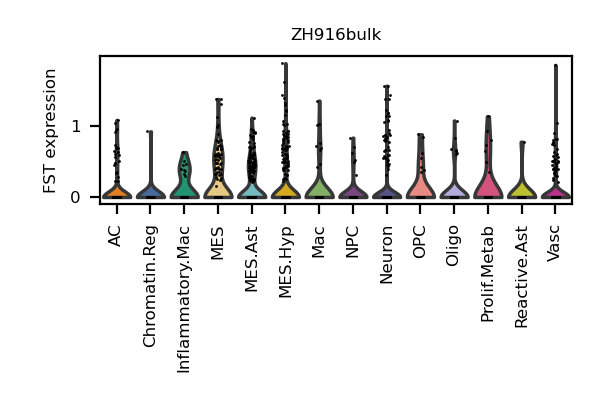 ZH916bulk
FST expression
1
0
AC
Chromatin.Reg
Inflammatory.Mac
MES
MES.Ast
MES.Hyp
Mac
NPC
Neuron
OPC
Oligo
Prolif.Metab
Reactive.Ast
Vasc